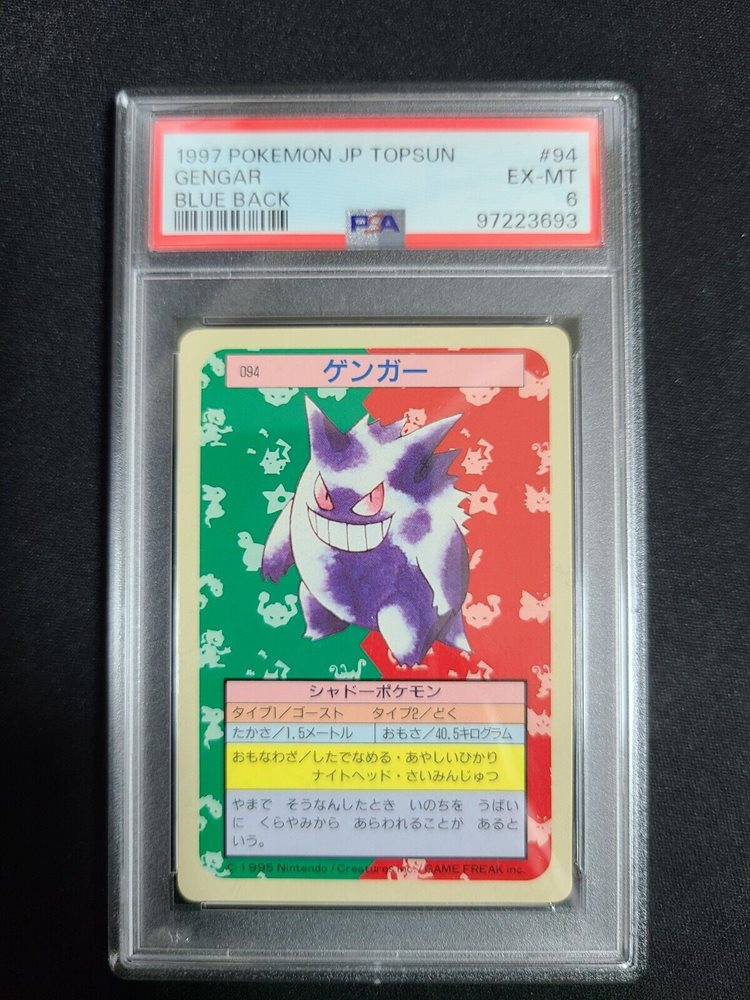 1997 POKEMON JP TOPSUN #94
GENGAR EX-MT
BLUE BACK 6
PSA 97223693
094 ゲンガー
シャドーポケモン
タイプ1/ゴースト タイプ2/どく
たかさ/1.5メートル おもさ/40.5キログラム
おもなわざ/したでなめる・あやしいひかり
ナイトヘッド・さいみんじゅつ
やまで そうなんしたとき いのちを うばい
に くらやみから あらわれることが あると
いう。
© 1995 Nintendo / Creatures inc. / GAME FREAK inc.